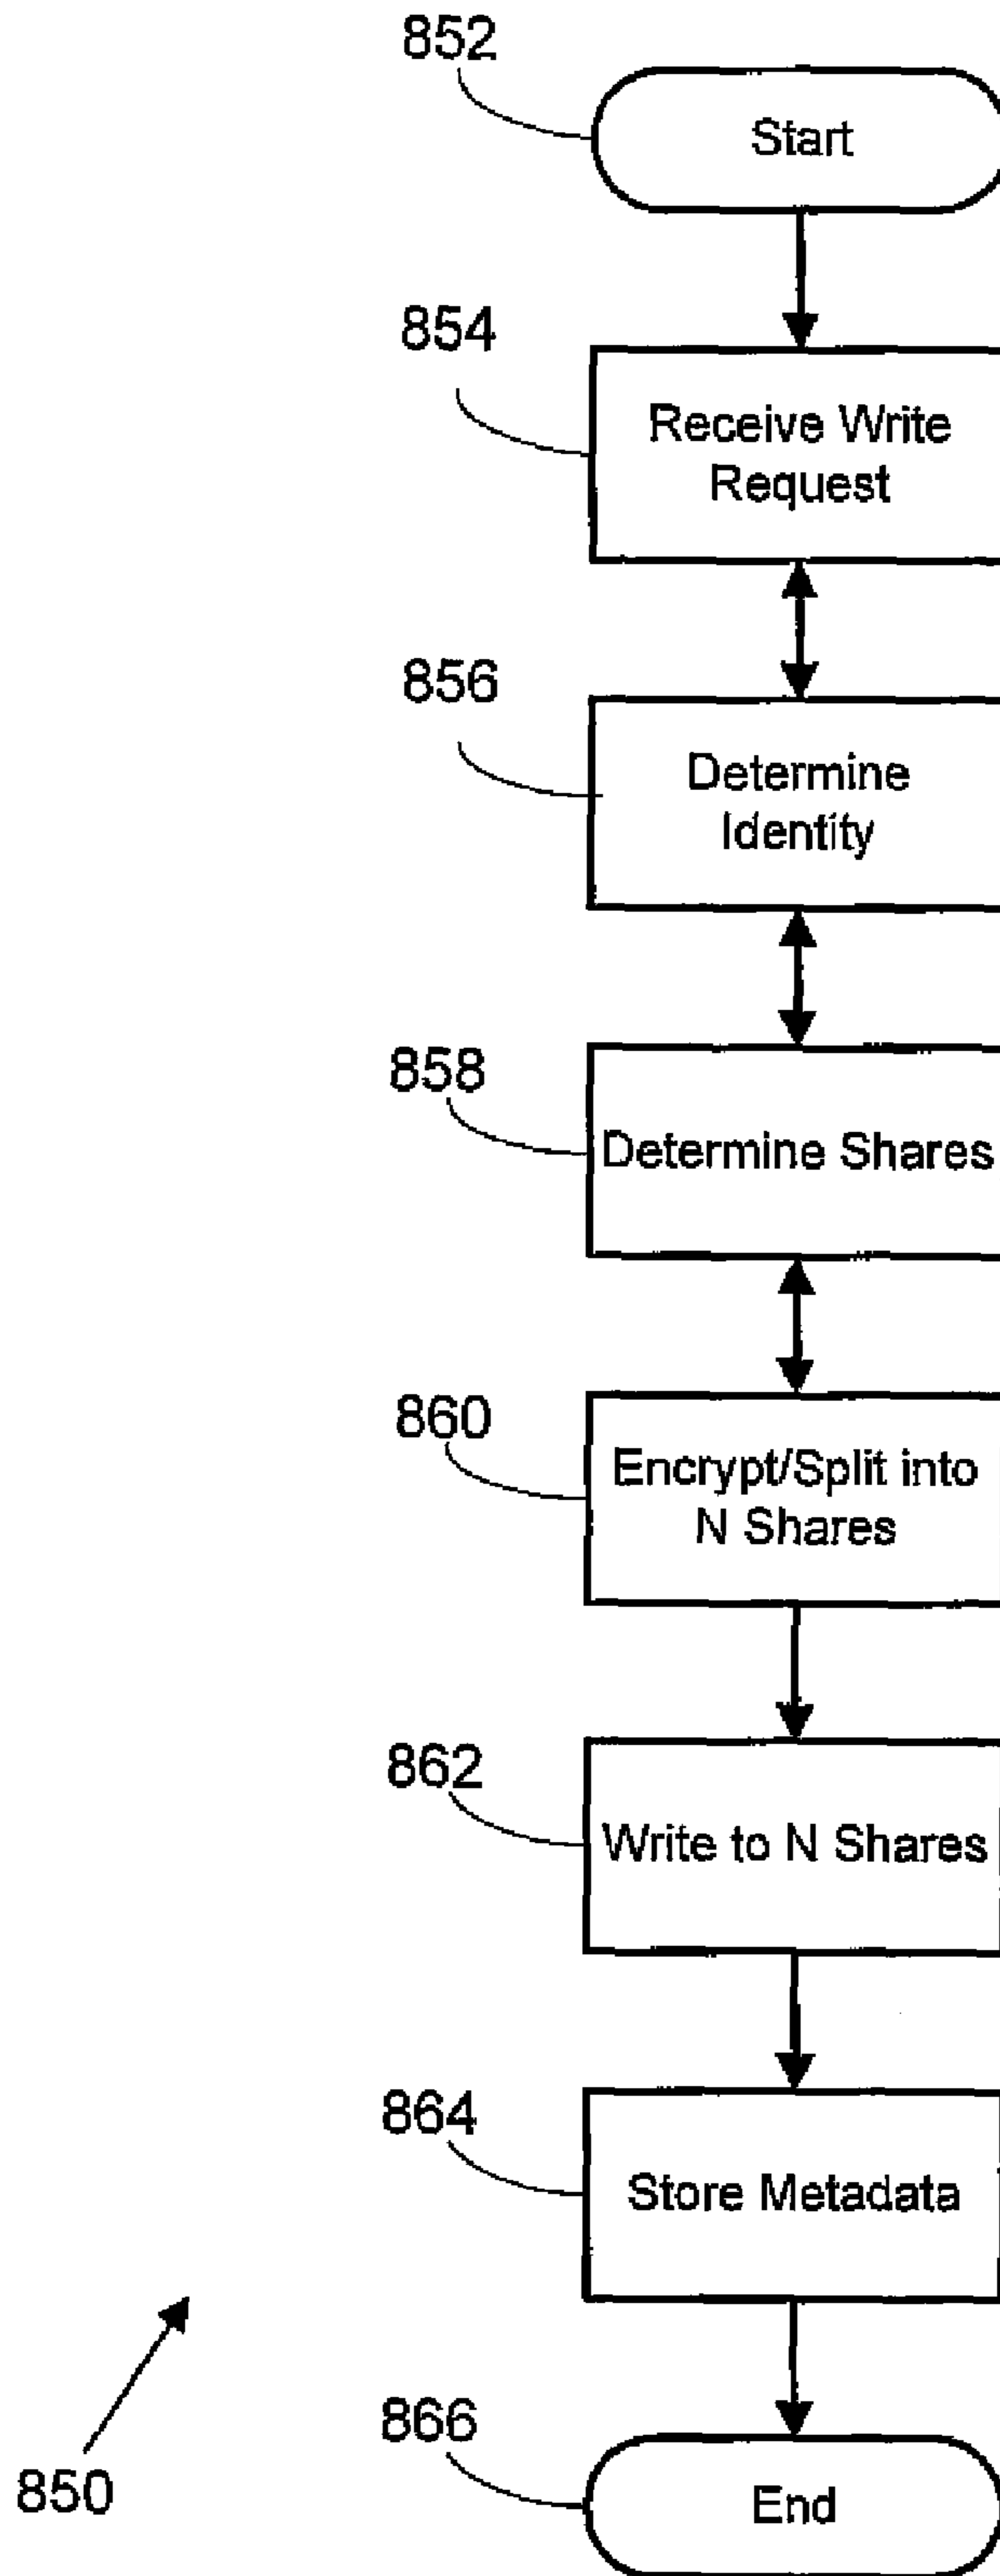 852
Start
854
Receive Write
Request
856
Determine
Identity
858
Determine Shares
860
Encrypt/Split into
N Shares
862
Write to N Shares
864
Store Metadata
850
866
End